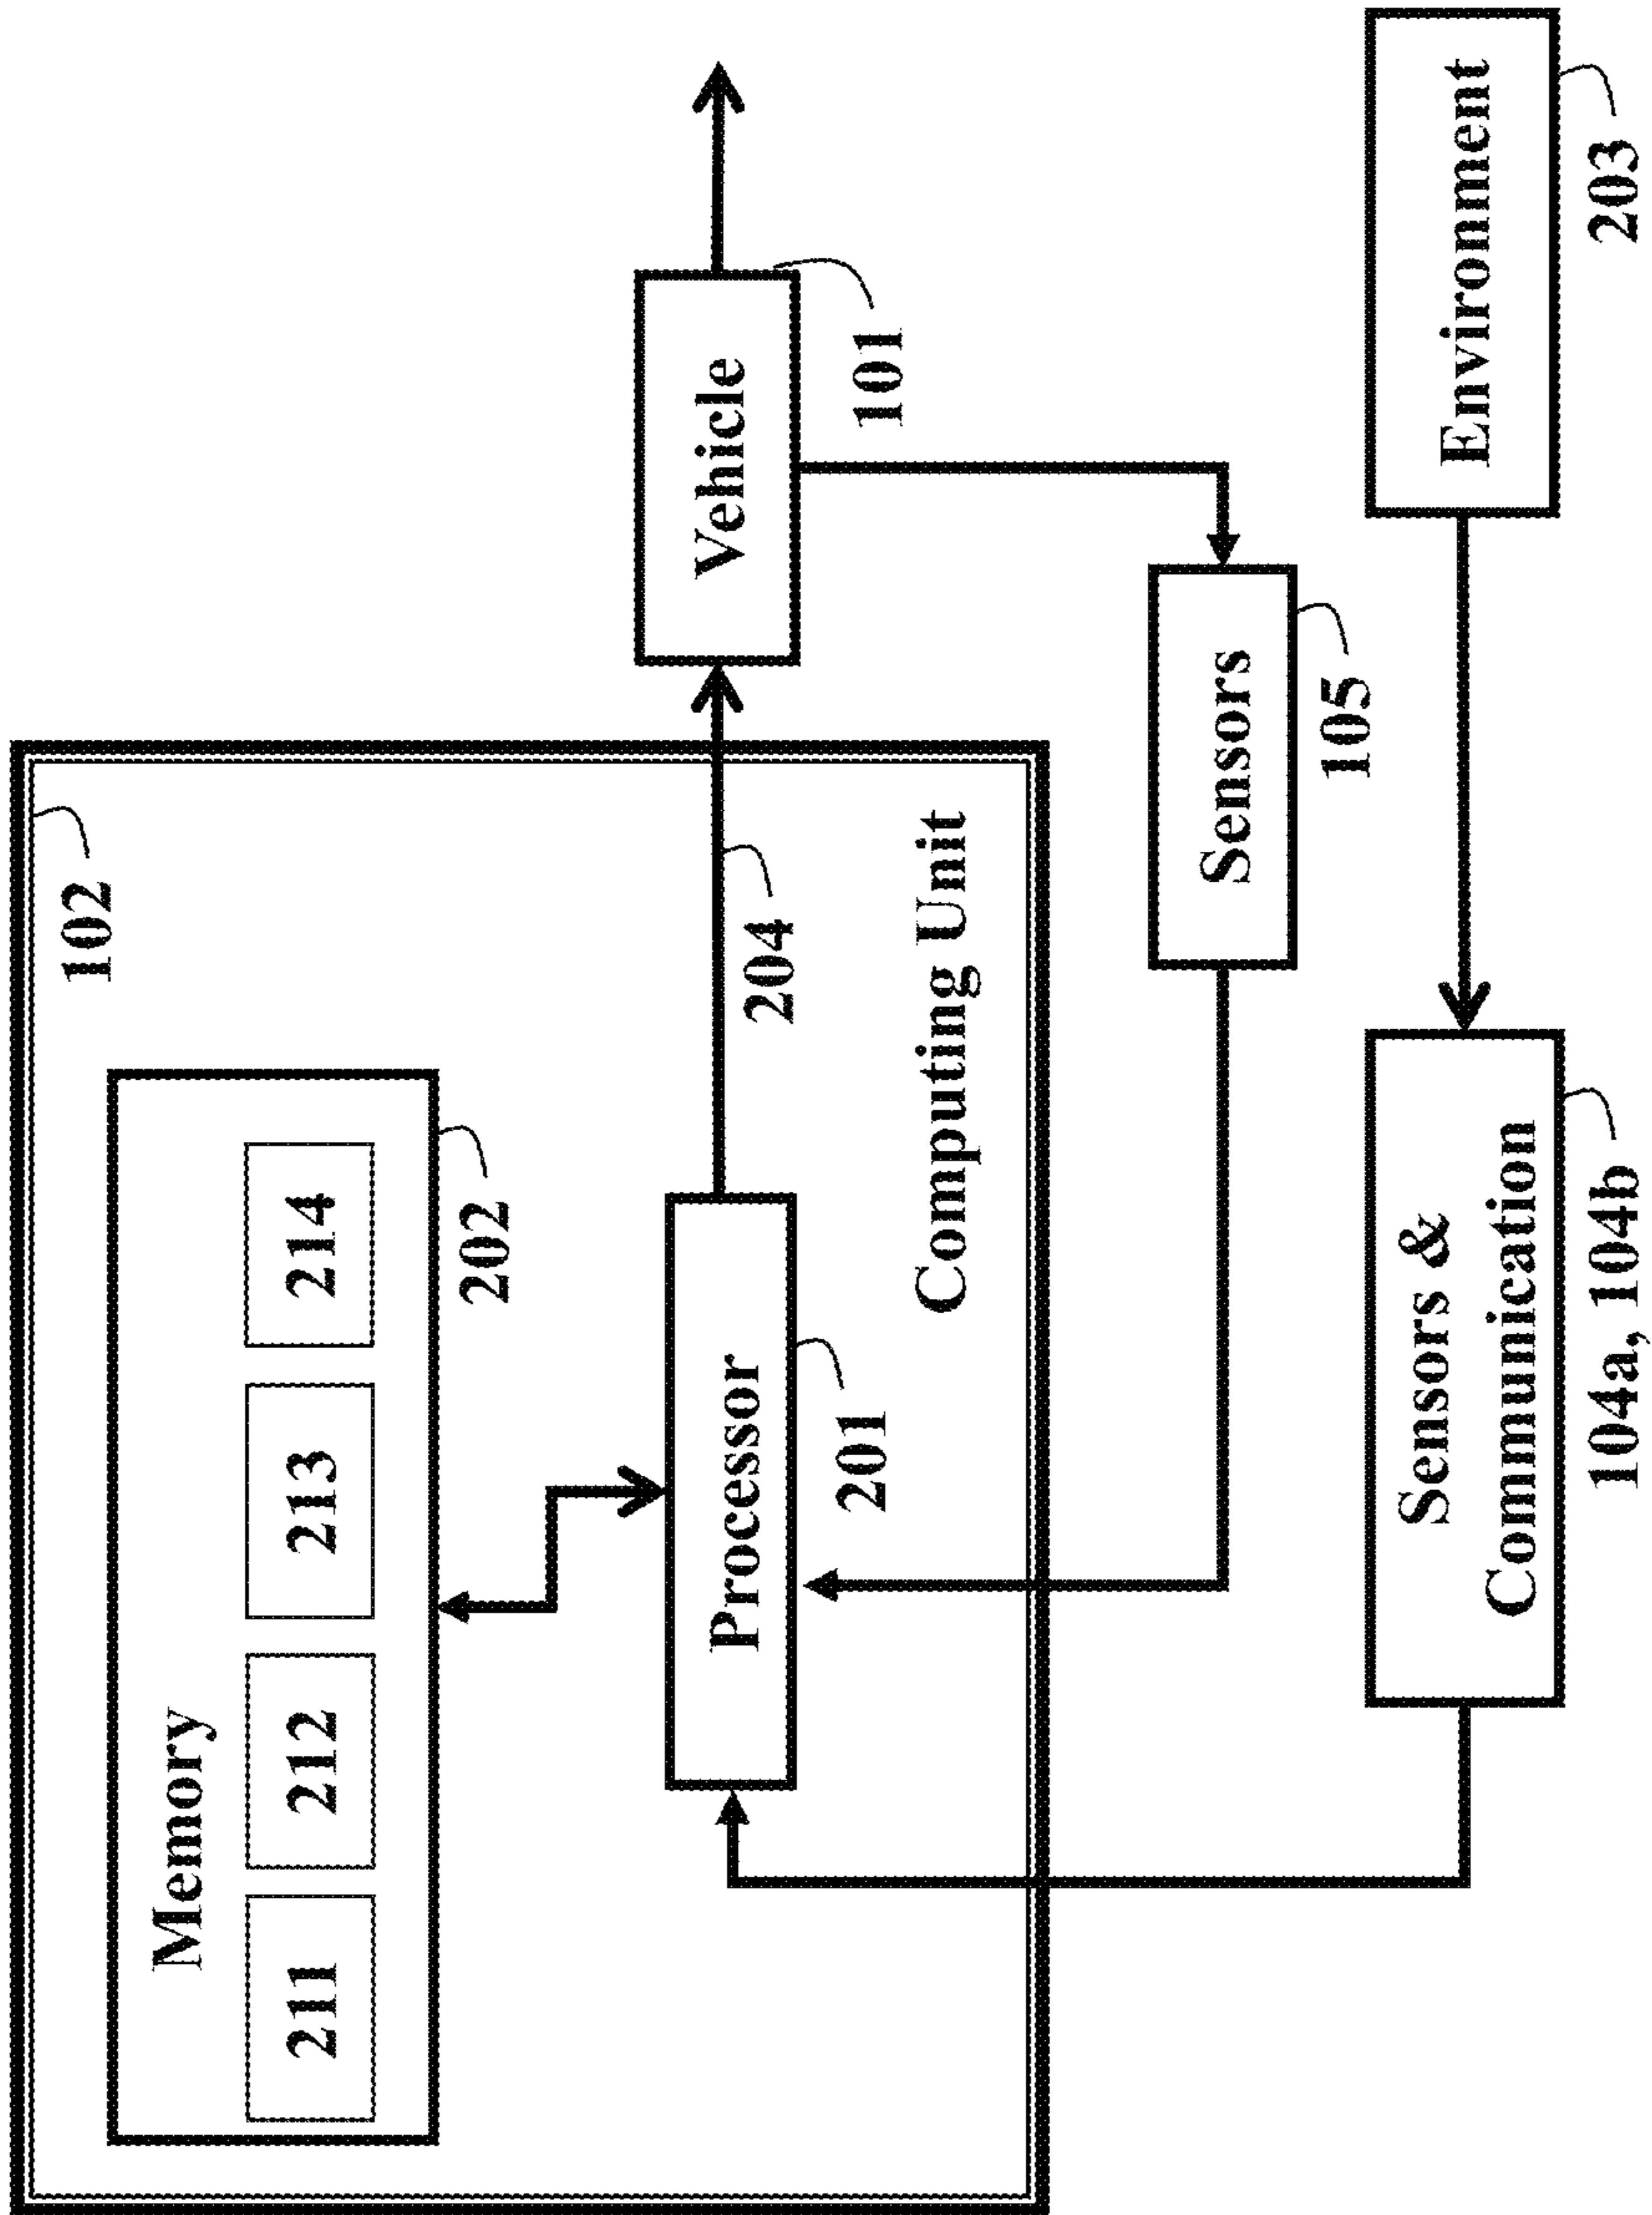 102
Memory
211
212
213
214
202
Processor
201
204
Computing Unit
Vehicle
101
Sensors
105
Sensors &
Communication
104a, 104b
Environment
203